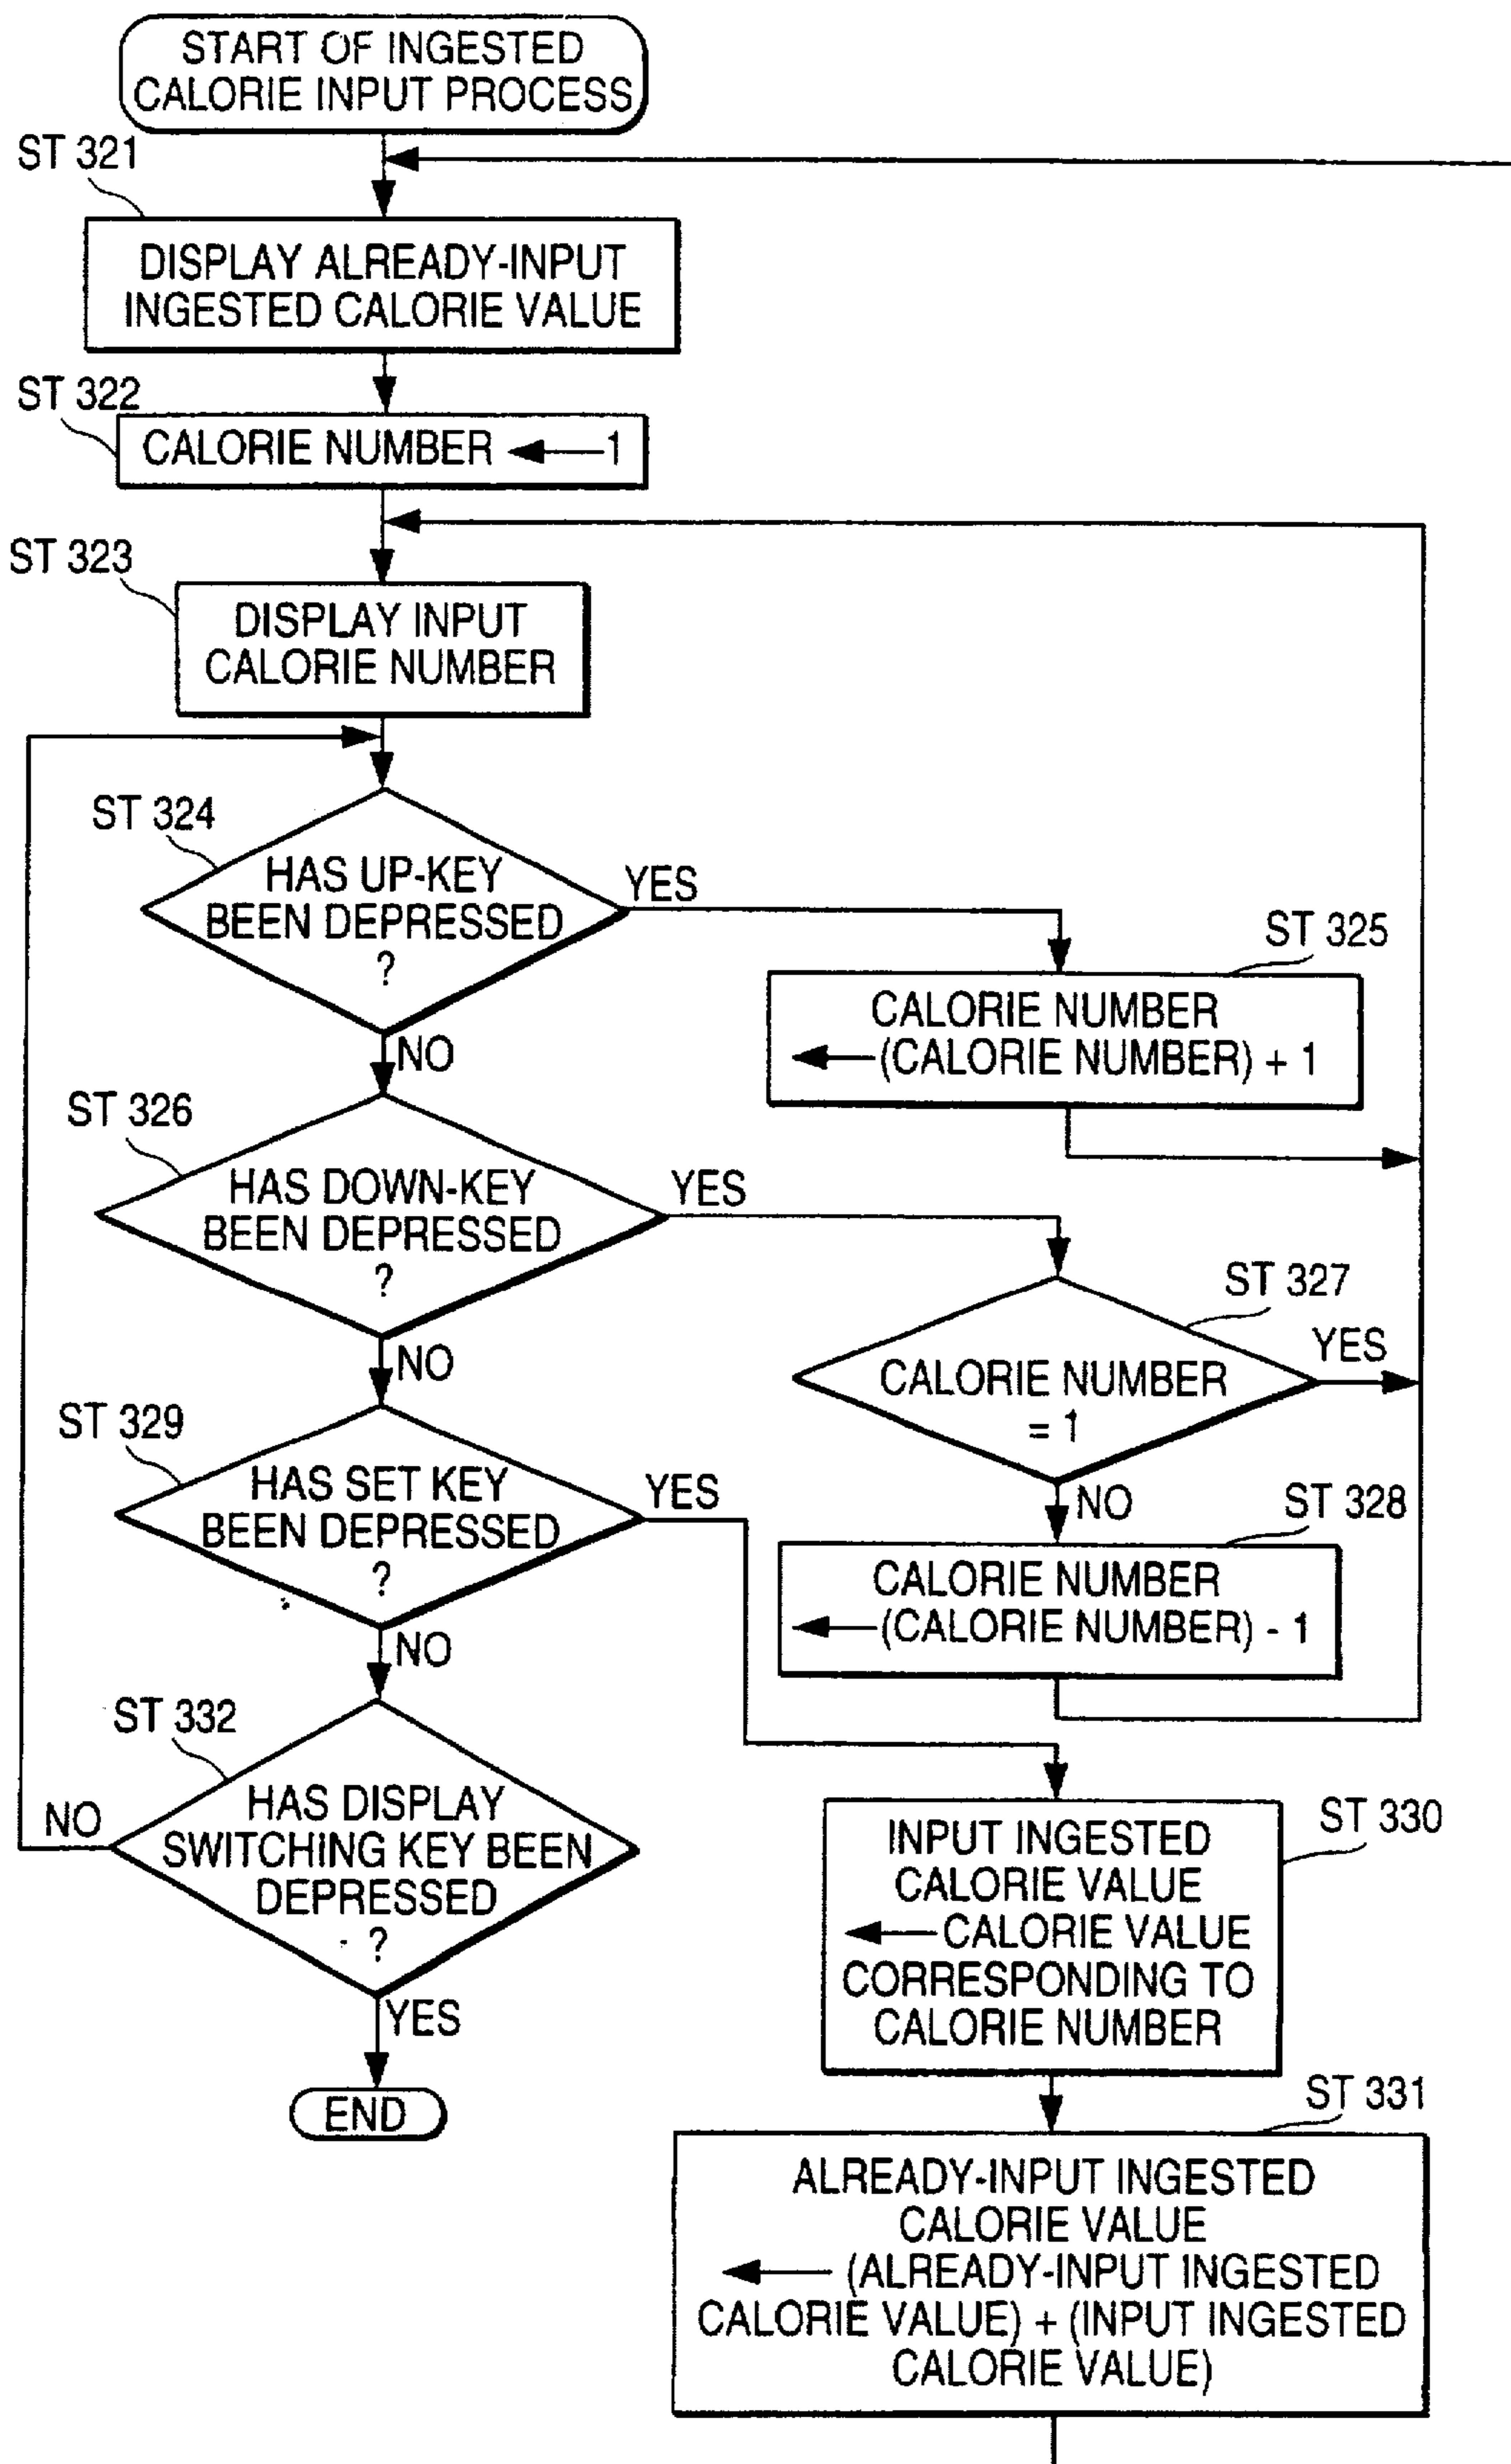 START OF INGESTED
CALORIE INPUT PROCESS
ST 321
DISPLAY ALREADY-INPUT
INGESTED CALORIE VALUE
ST 322
CALORIE NUMBER ← 1
ST 323
DISPLAY INPUT
CALORIE NUMBER
ST 324
HAS UP-KEY
BEEN DEPRESSED
?
YES
NO
ST 325
CALORIE NUMBER
← (CALORIE NUMBER) + 1
ST 326
HAS DOWN-KEY
BEEN DEPRESSED
?
YES
NO
ST 327
CALORIE NUMBER
= 1
YES
NO
ST 328
CALORIE NUMBER
← (CALORIE NUMBER) - 1
ST 329
HAS SET KEY
BEEN DEPRESSED
?
YES
NO
ST 332
HAS DISPLAY
SWITCHING KEY BEEN
DEPRESSED
?
NO
YES
END
ST 330
INPUT INGESTED
CALORIE VALUE
← CALORIE VALUE
CORRESPONDING TO
CALORIE NUMBER
ST 331
ALREADY-INPUT INGESTED
CALORIE VALUE
← (ALREADY-INPUT INGESTED
CALORIE VALUE) + (INPUT INGESTED
CALORIE VALUE)